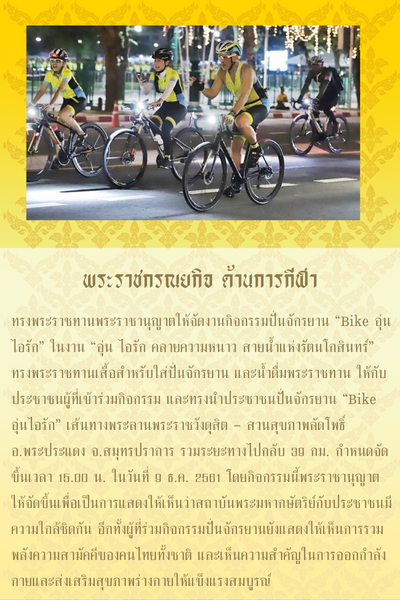 พระราชกรณยกิจ ด้านการกีฬา
ทรงพระราชทานพระราชานุญาตให้จัดงานกิจกรรมปั่นจักรยาน “Bike อุ่น
ไอรัก” ในงาน “อุ่น ไอรัก คลายความหนาว สายน้ำแห่งรัตนโกสินทร์”
ทรงพระราชทานเสื้อสำหรับใส่ปั่นจักรยาน และน้ำดื่มพระราชทาน ให้กับ
ประชาชนผู้ที่เข้าร่วมกิจกรรม และทรงนำประชาชนปั่นจักรยาน “Bike
อุ่นไอรัก” เส้นทางพระลานพระราชวังดุสิต – สวนสุขภาพลัดโพธิ์
อ.พระประแดง จ.สมุทรปราการ รวมระยะทางไปกลับ 39 กม. กำหนดจัด
ขึ้นเวลา 15.00 น. ในวันที่ 9 ธ.ค. 2561 โดยกิจกรรมนี้พระราชานุญาต
ให้จัดขึ้นเพื่อเป็นการแสดงให้เห็นว่าสถาบันพระมหากษัตริย์กับประชาชนมี
ความใกล้ชิดกัน อีกทั้งผู้ที่ร่วมกิจกรรมปั่นจักรยานยังแสดงให้เห็นการรวม
พลังความสามัคคีของคนไทยทั้งชาติ และเห็นความสำคัญในการออกกำลัง
กายและส่งเสริมสุขภาพร่างกายให้แข็งแรงสมบูรณ์